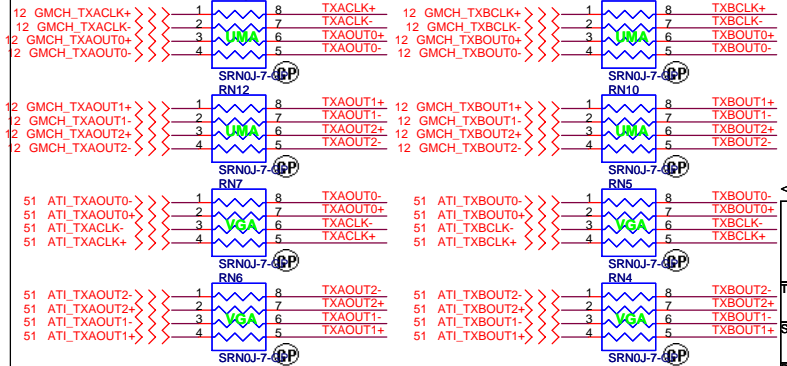 12 GMCH_TXACLK+ 1 8 TXACLK+
12 GMCH_TXACLK- 2 7 TXACLK-
12 GMCH_TXAOUT0+ 3 UMA 6 TXAOUT0+
12 GMCH_TXAOUT0- 4 5 TXAOUT0-
SRN0J-7-GP
GP
12 GMCH_TXBCLK+ 1 8 TXBCLK+
12 GMCH_TXBCLK- 2 7 TXBCLK-
12 GMCH_TXBOUT0+ 3 UMA 6 TXBOUT0+
12 GMCH_TXBOUT0- 4 5 TXBOUT0-
SRN0J-7-GP
GP
RN12
12 GMCH_TXAOUT1+ 1 8 TXAOUT1+
12 GMCH_TXAOUT1- 2 7 TXAOUT1-
12 GMCH_TXAOUT2+ 3 UMA 6 TXAOUT2+
12 GMCH_TXAOUT2- 4 5 TXAOUT2-
SRN0J-7-GP
GP
RN10
12 GMCH_TXBOUT1+ 1 8 TXBOUT1+
12 GMCH_TXBOUT1- 2 7 TXBOUT1-
12 GMCH_TXBOUT2+ 3 UMA 6 TXBOUT2+
12 GMCH_TXBOUT2- 4 5 TXBOUT2-
SRN0J-7-GP
GP
RN7
51 ATI_TXAOUT0- 1 8 TXAOUT0-
51 ATI_TXAOUT0+ 2 7 TXAOUT0+
51 ATI_TXACLK- 3 VGA 6 TXACLK-
51 ATI_TXACLK+ 4 5 TXACLK+
SRN0J-7-GP
GP
RN5
51 ATI_TXBOUT0- 1 8 TXBOUT0-
51 ATI_TXBOUT0+ 2 7 TXBOUT0+
51 ATI_TXBCLK- 3 VGA 6 TXBCLK-
51 ATI_TXBCLK+ 4 5 TXBCLK+
SRN0J-7-GP
GP
RN6
51 ATI_TXAOUT2- 1 8 TXAOUT2-
51 ATI_TXAOUT2+ 2 7 TXAOUT2+
51 ATI_TXAOUT1- 3 VGA 6 TXAOUT1-
51 ATI_TXAOUT1+ 4 5 TXAOUT1+
SRN0J-7-GP
GP
RN4
51 ATI_TXBOUT2- 1 8 TXBOUT2-
51 ATI_TXBOUT2+ 2 7 TXBOUT2+
51 ATI_TXBOUT1- 3 VGA 6 TXBOUT1-
51 ATI_TXBOUT1+ 4 5 TXBOUT1+
SRN0J-7-GP
GP